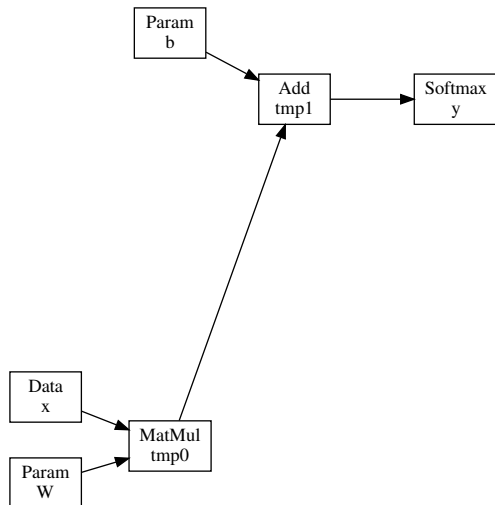 Param
b
Add
tmp1
Softmax
y
Data
x
MatMul
tmp0
Param
W